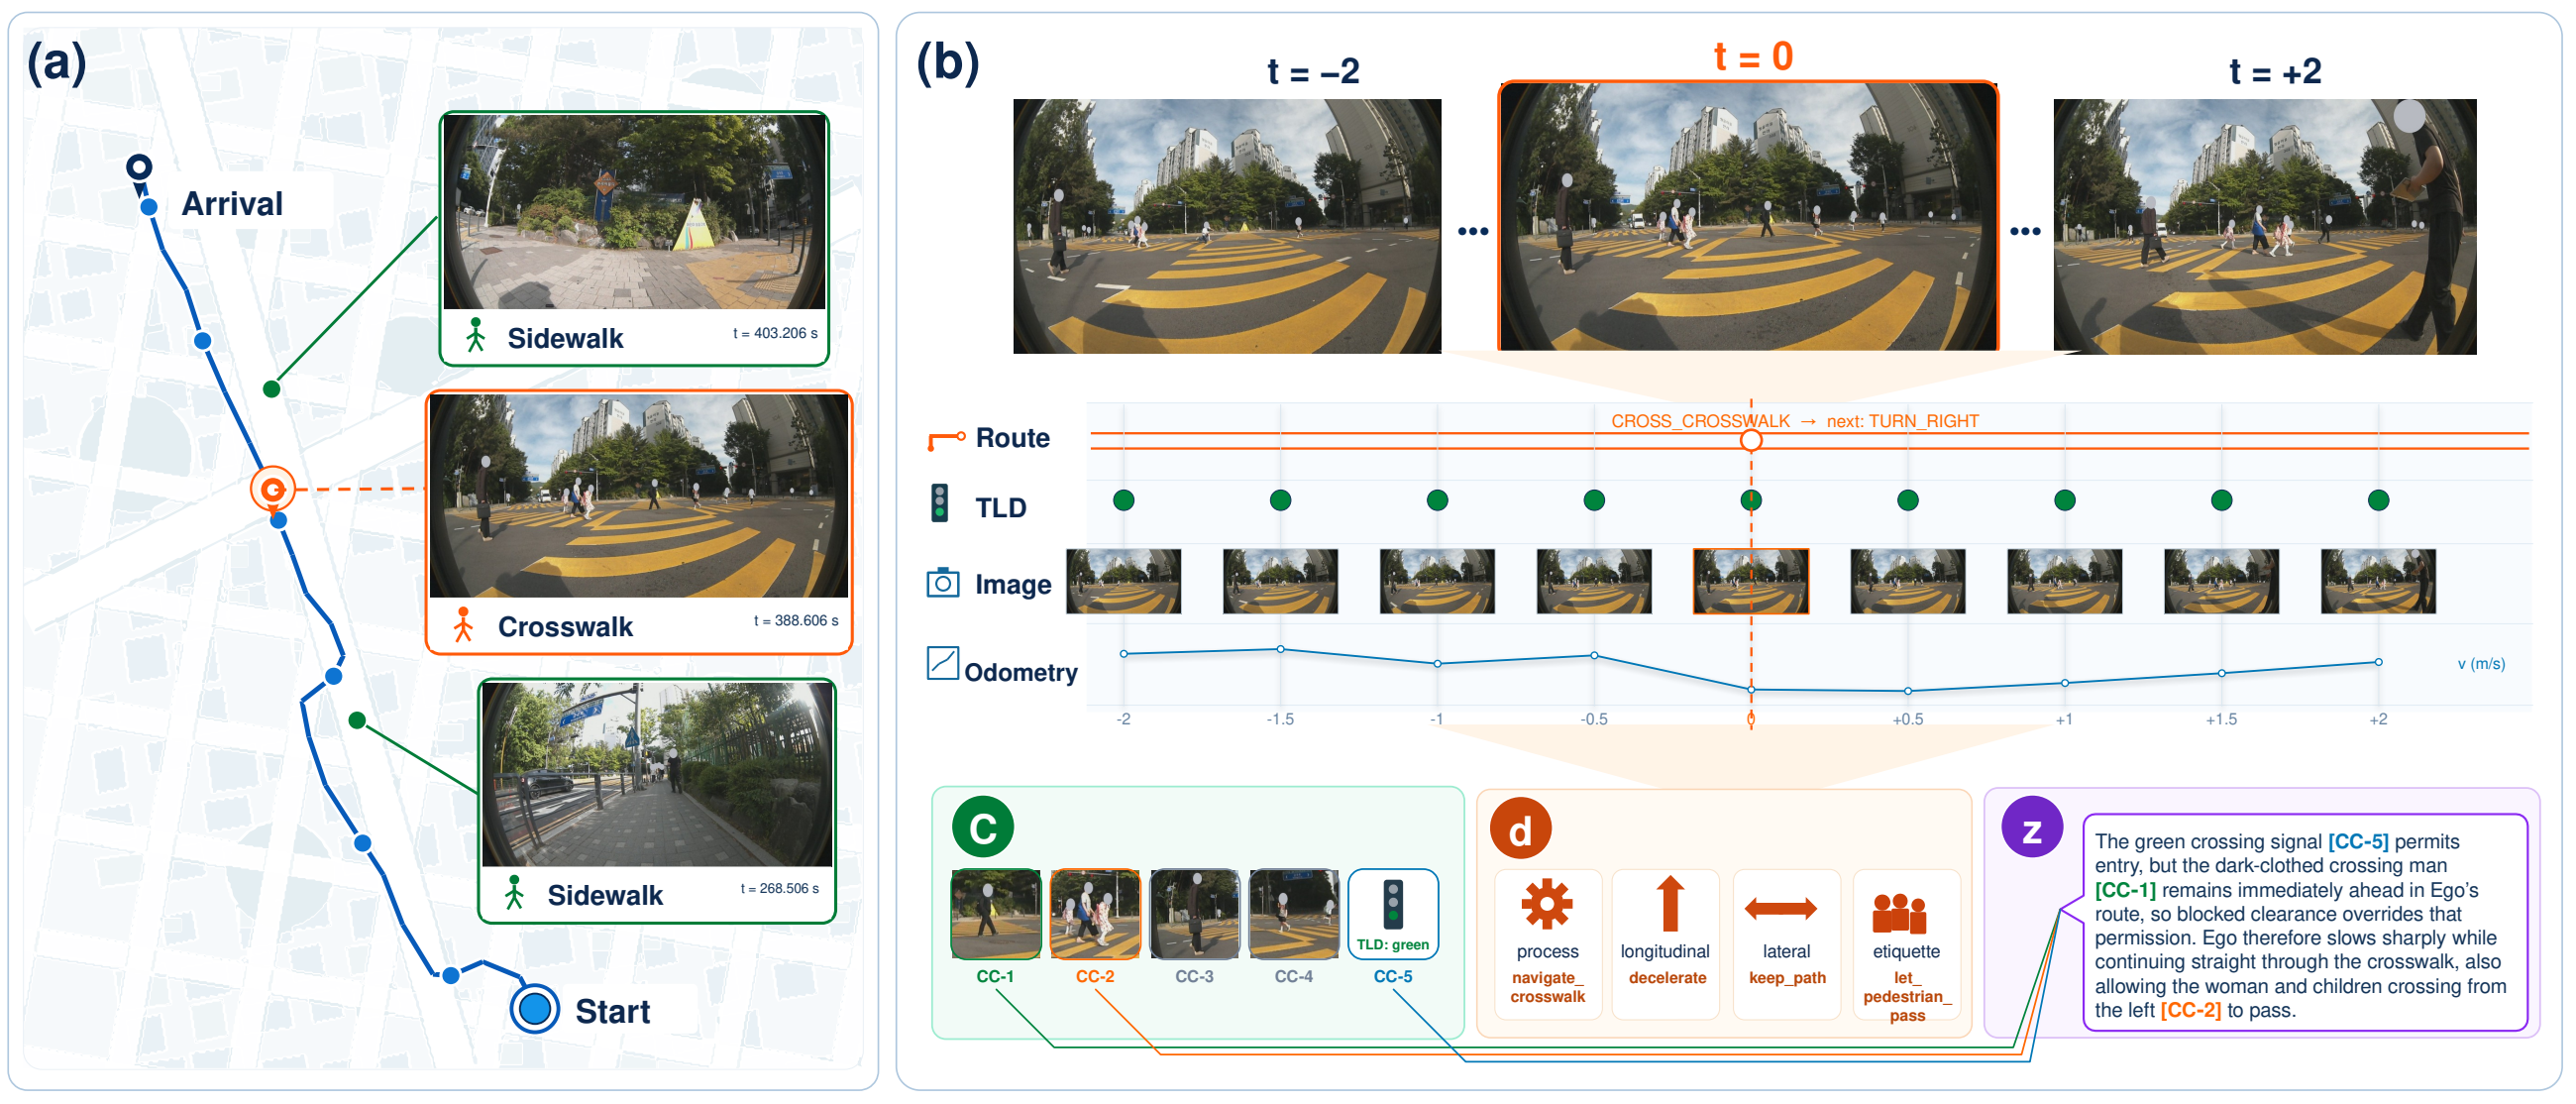 (a)
Arrival
Sidewalk
t = 403.206 s
Crosswalk
t = 388.606 s
Sidewalk
t = 268.506 s
Start
(b)
t = −2
t = 0
t = +2
•••
•••
Route
CROSS_CROSSWALK → next: TURN_RIGHT
TLD
Image
Odometry
v (m/s)
-2
-1.5
-1
-0.5
0
+0.5
+1
+1.5
+2
C
TLD: green
CC-1
CC-2
CC-3
CC-4
CC-5
d
process
navigate_
crosswalk
longitudinal
decelerate
lateral
keep_path
etiquette
let_
pedestrian_
pass
z
The green crossing signal [CC-5] permits
entry, but the dark-clothed crossing man
[CC-1] remains immediately ahead in Ego's
route, so blocked clearance overrides that
permission. Ego therefore slows sharply while
continuing straight through the crosswalk, also
allowing the woman and children crossing from
the left [CC-2] to pass.